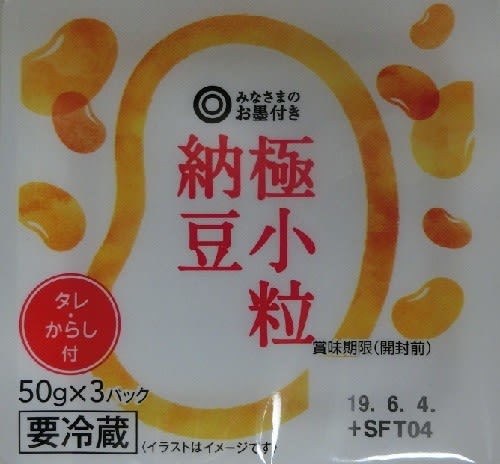 みなさまの
お墨付き
極小粒
納豆
タレ
・
からし
付
賞味期限(開封前)
50g×3パック
19. 6. 4.
+SFT04
要冷蔵
〈イラストはイメージです〉